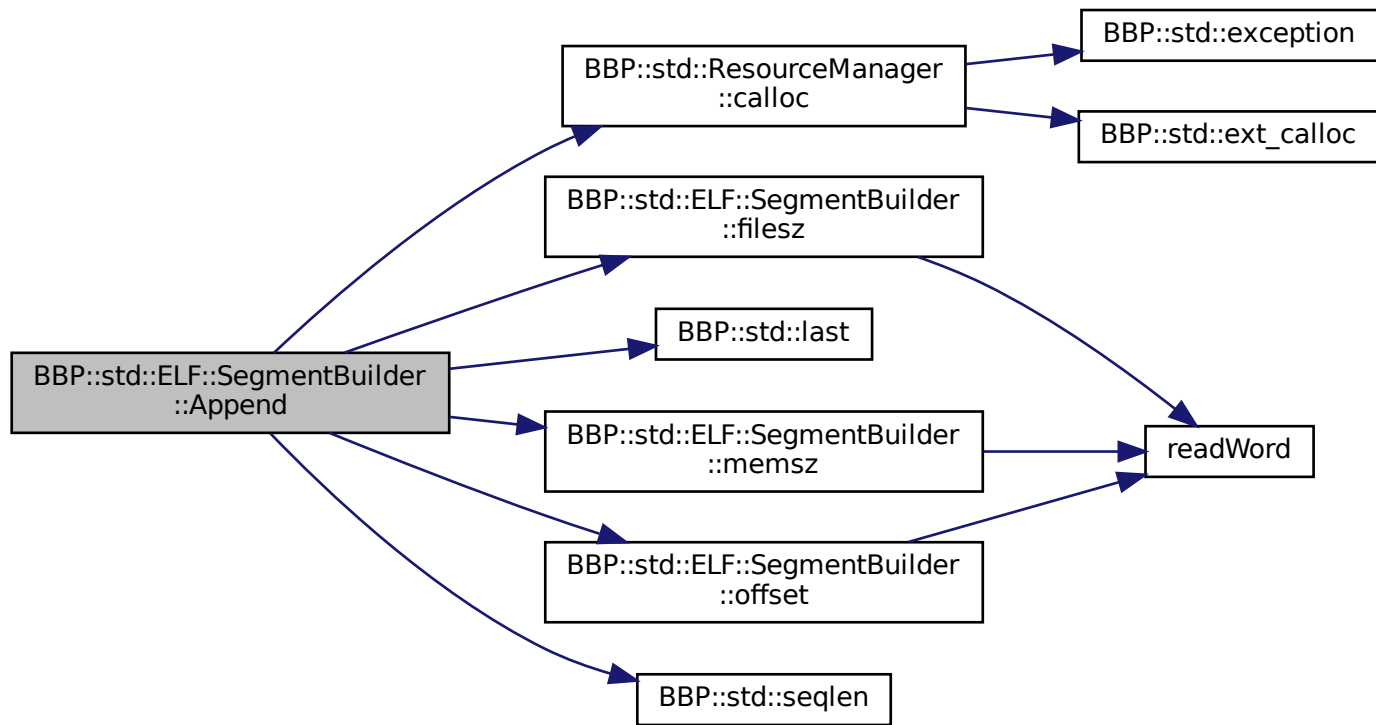 BBP::std::ELF::SegmentBuilder
::Append
BBP::std::ResourceManager
::calloc
BBP::std::exception
BBP::std::ext_calloc
BBP::std::ELF::SegmentBuilder
::filesz
BBP::std::last
BBP::std::ELF::SegmentBuilder
::memsz
readWord
BBP::std::ELF::SegmentBuilder
::offset
BBP::std::seqlen